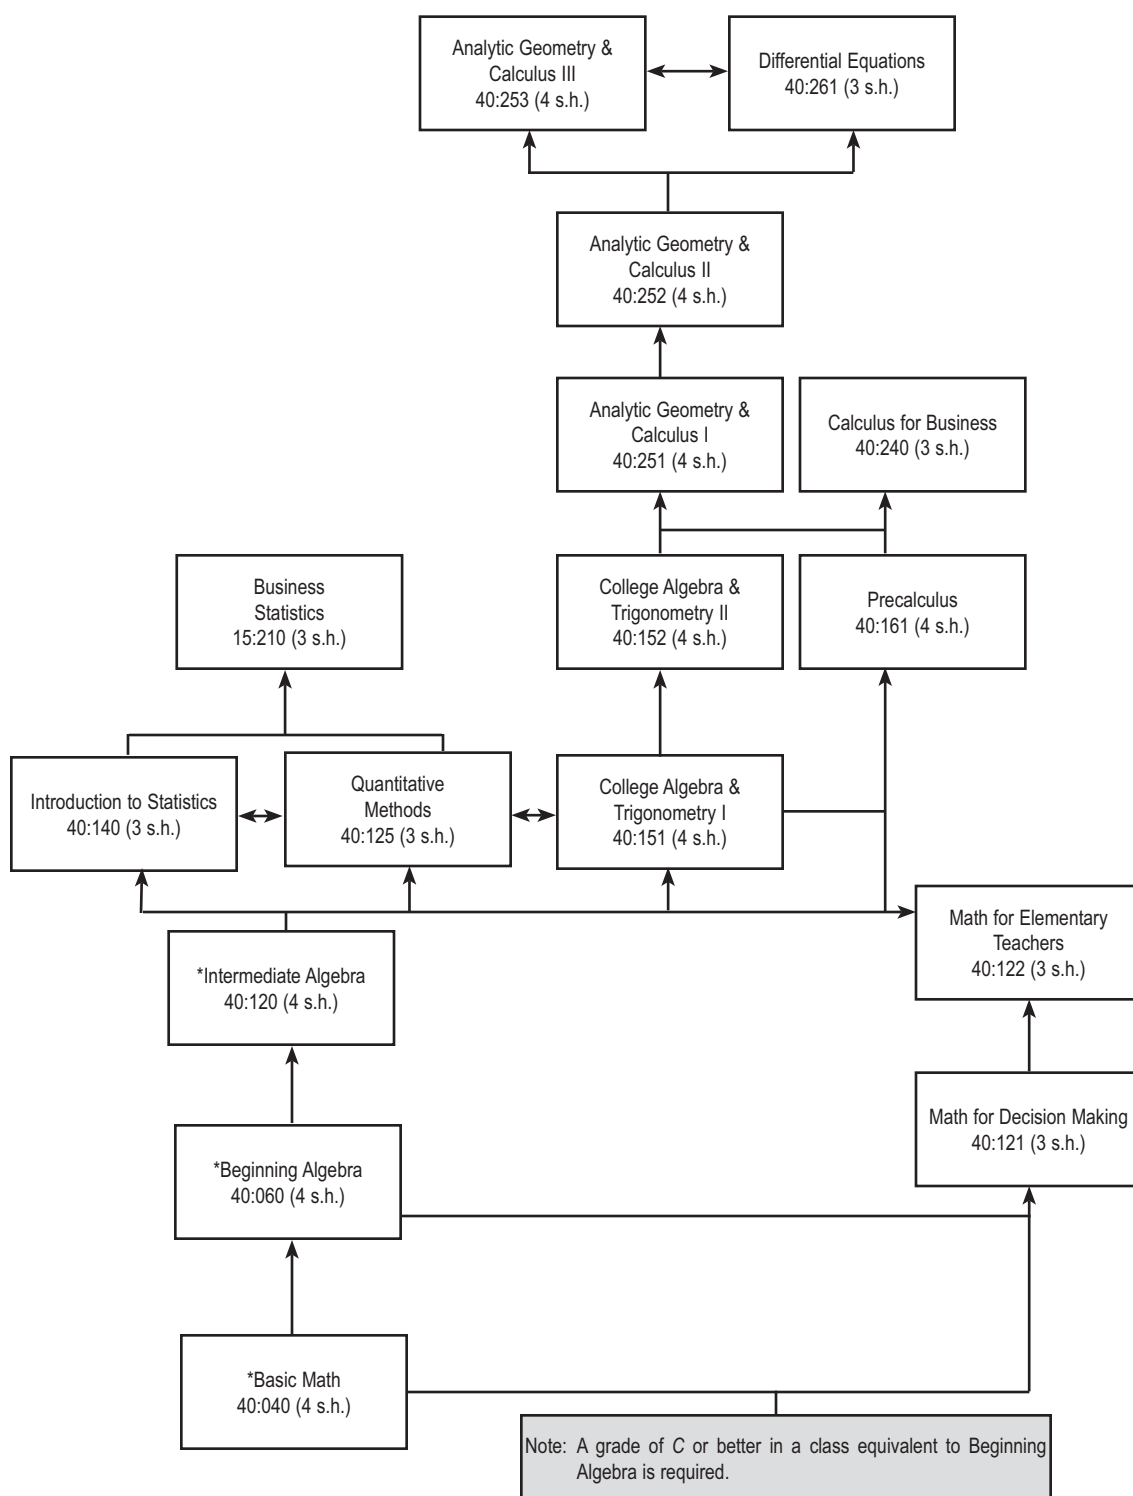 Analytic Geometry &
Calculus III
40:253 (4 s.h.)
Differential Equations
40:261 (3 s.h.)
Analytic Geometry &
Calculus II
40:252 (4 s.h.)
Analytic Geometry &
Calculus I
40:251 (4 s.h.)
Calculus for Business
40:240 (3 s.h.)
Business
Statistics
15:210 (3 s.h.)
College Algebra &
Trigonometry II
40:152 (4 s.h.)
Precalculus
40:161 (4 s.h.)
Introduction to Statistics
40:140 (3 s.h.)
Quantitative
Methods
40:125 (3 s.h.)
College Algebra &
Trigonometry I
40:151 (4 s.h.)
*Intermediate Algebra
40:120 (4 s.h.)
Math for Elementary
Teachers
40:122 (3 s.h.)
Math for Decision Making
40:121 (3 s.h.)
*Beginning Algebra
40:060 (4 s.h.)
*Basic Math
40:040 (4 s.h.)
Note: A grade of C or better in a class equivalent to Beginning
Algebra is required.